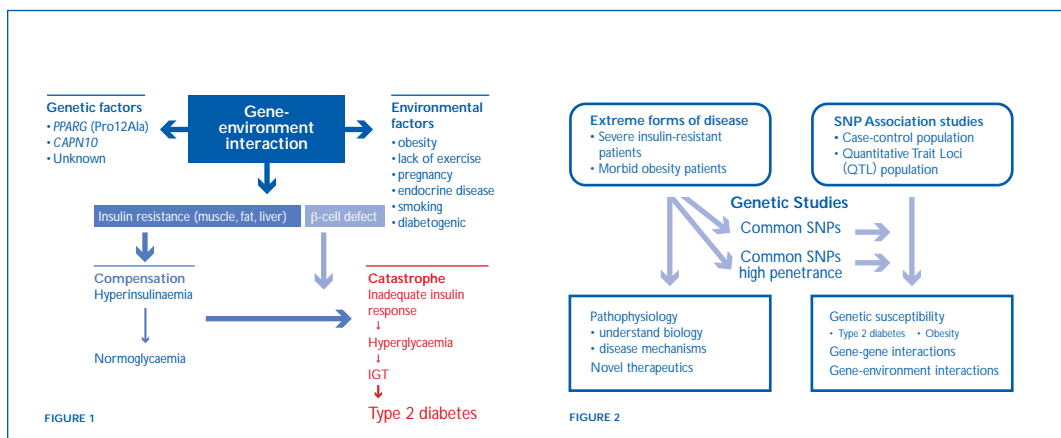 Genetic factors
• PPARG (Pro12Ala)
• CAPN10
• Unknown
Gene-
environment
interaction
Environmental
factors
• obesity
• lack of exercise
• pregnancy
• endocrine disease
• smoking
• diabetogenic
Insulin resistance (muscle, fat, liver)
β-cell defect
Compensation
Hyperinsulinaemia
Normoglycaemia
Catastrophe
Inadequate insulin
response
↓
Hyperglycaemia
↓
IGT
Type 2 diabetes
FIGURE 1
Extreme forms of disease
• Severe insulin-resistant
patients
• Morbid obesity patients
SNP Association studies
• Case-control population
• Quantitative Trait Loci
(QTL) population
Genetic Studies
Common SNPs
Common SNPs
high penetrance
Pathophysiology
• understand biology
• disease mechanisms
Novel therapeutics
Genetic susceptibility
• Type 2 diabetes • Obesity
Gene-gene interactions
Gene-environment interactions
FIGURE 2